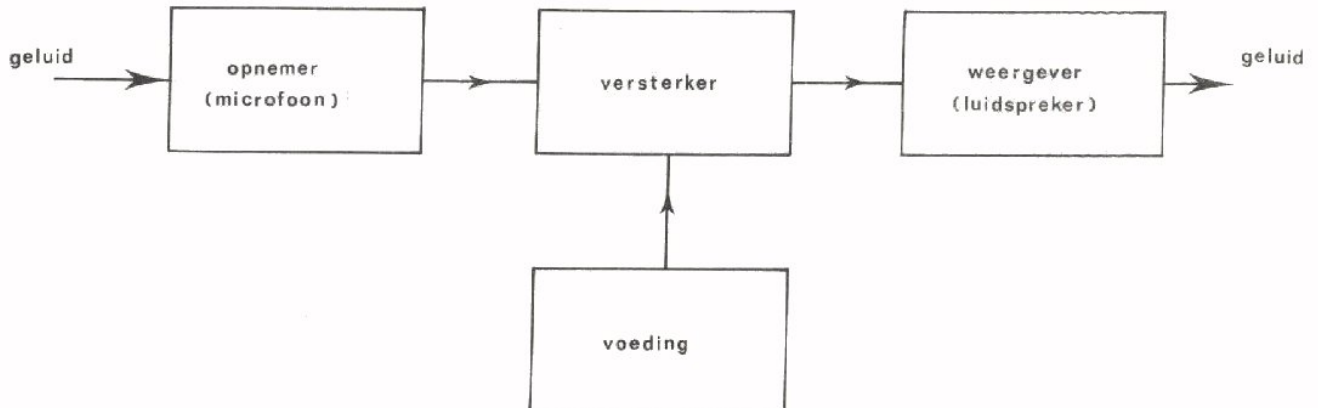 geluid
opnemer
(microfoon)
versterker
weergever
(luidspreker)
geluid
voeding